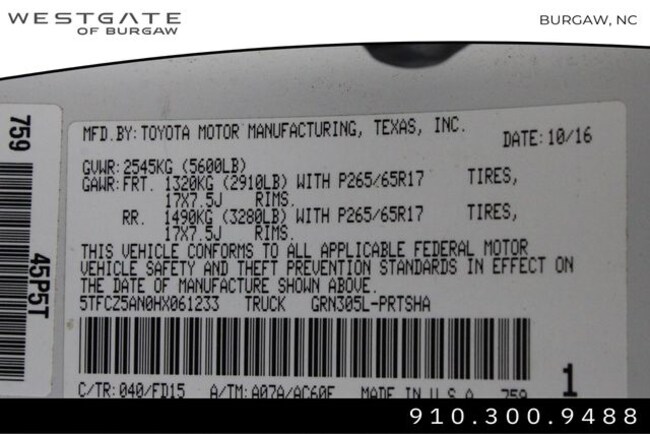 WESTGATE
OF BURGAW
BURGAW, NC
759
45P5T
MFD.BY:TOYOTA MOTOR MANUFACTURING, TEXAS, INC.
DATE:10/16
GVWR:2545KG (5600LB)
GAWR:FRT. 1320KG (2910LB) WITH P265/65R17 TIRES,
17X7.5J RIMS.
RR. 1490KG (3280LB) WITH P265/65R17 TIRES,
17X7.5J RIMS.
THIS VEHICLE CONFORMS TO ALL APPLICABLE FEDERAL MOTOR
VEHICLE SAFETY AND THEFT PREVENTION STANDARDS IN EFFECT ON
THE DATE OF MANUFACTURE SHOWN ABOVE.
5TFCZ5AN0HX061233 TRUCK GRN305L-PRTSHA
1
C/TR:040/FD15 A/TM:A07A/AC60F MADE IN U.S.A. 759
910.300.9488